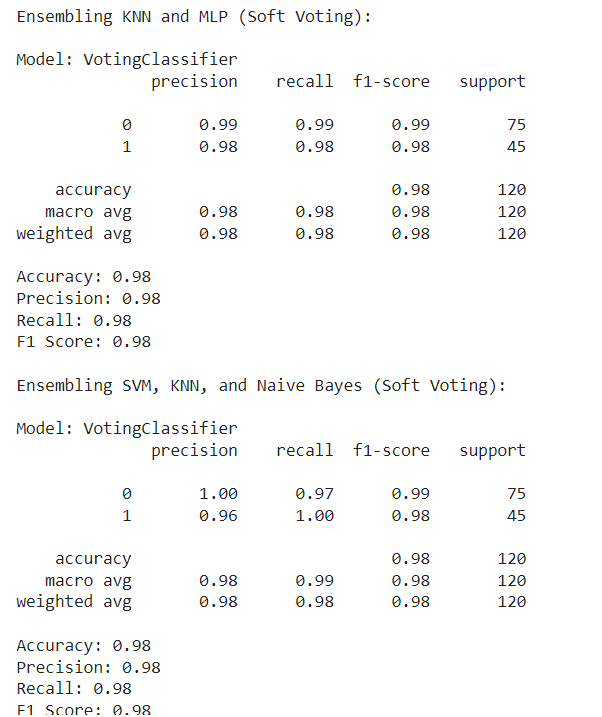 Ensembling KNN and MLP (Soft Voting):
Model: VotingClassifier
precision recall f1-score support
0 0.99 0.99 0.99 75
1 0.98 0.98 0.98 45
accuracy 0.98 120
macro avg 0.98 0.98 0.98 120
weighted avg 0.98 0.98 0.98 120
Accuracy: 0.98
Precision: 0.98
Recall: 0.98
F1 Score: 0.98
Ensembling SVM, KNN, and Naive Bayes (Soft Voting):
Model: VotingClassifier
precision recall f1-score support
0 1.00 0.97 0.99 75
1 0.96 1.00 0.98 45
accuracy 0.98 120
macro avg 0.98 0.99 0.98 120
weighted avg 0.98 0.98 0.98 120
Accuracy: 0.98
Precision: 0.98
Recall: 0.98
F1 Score: 0.98